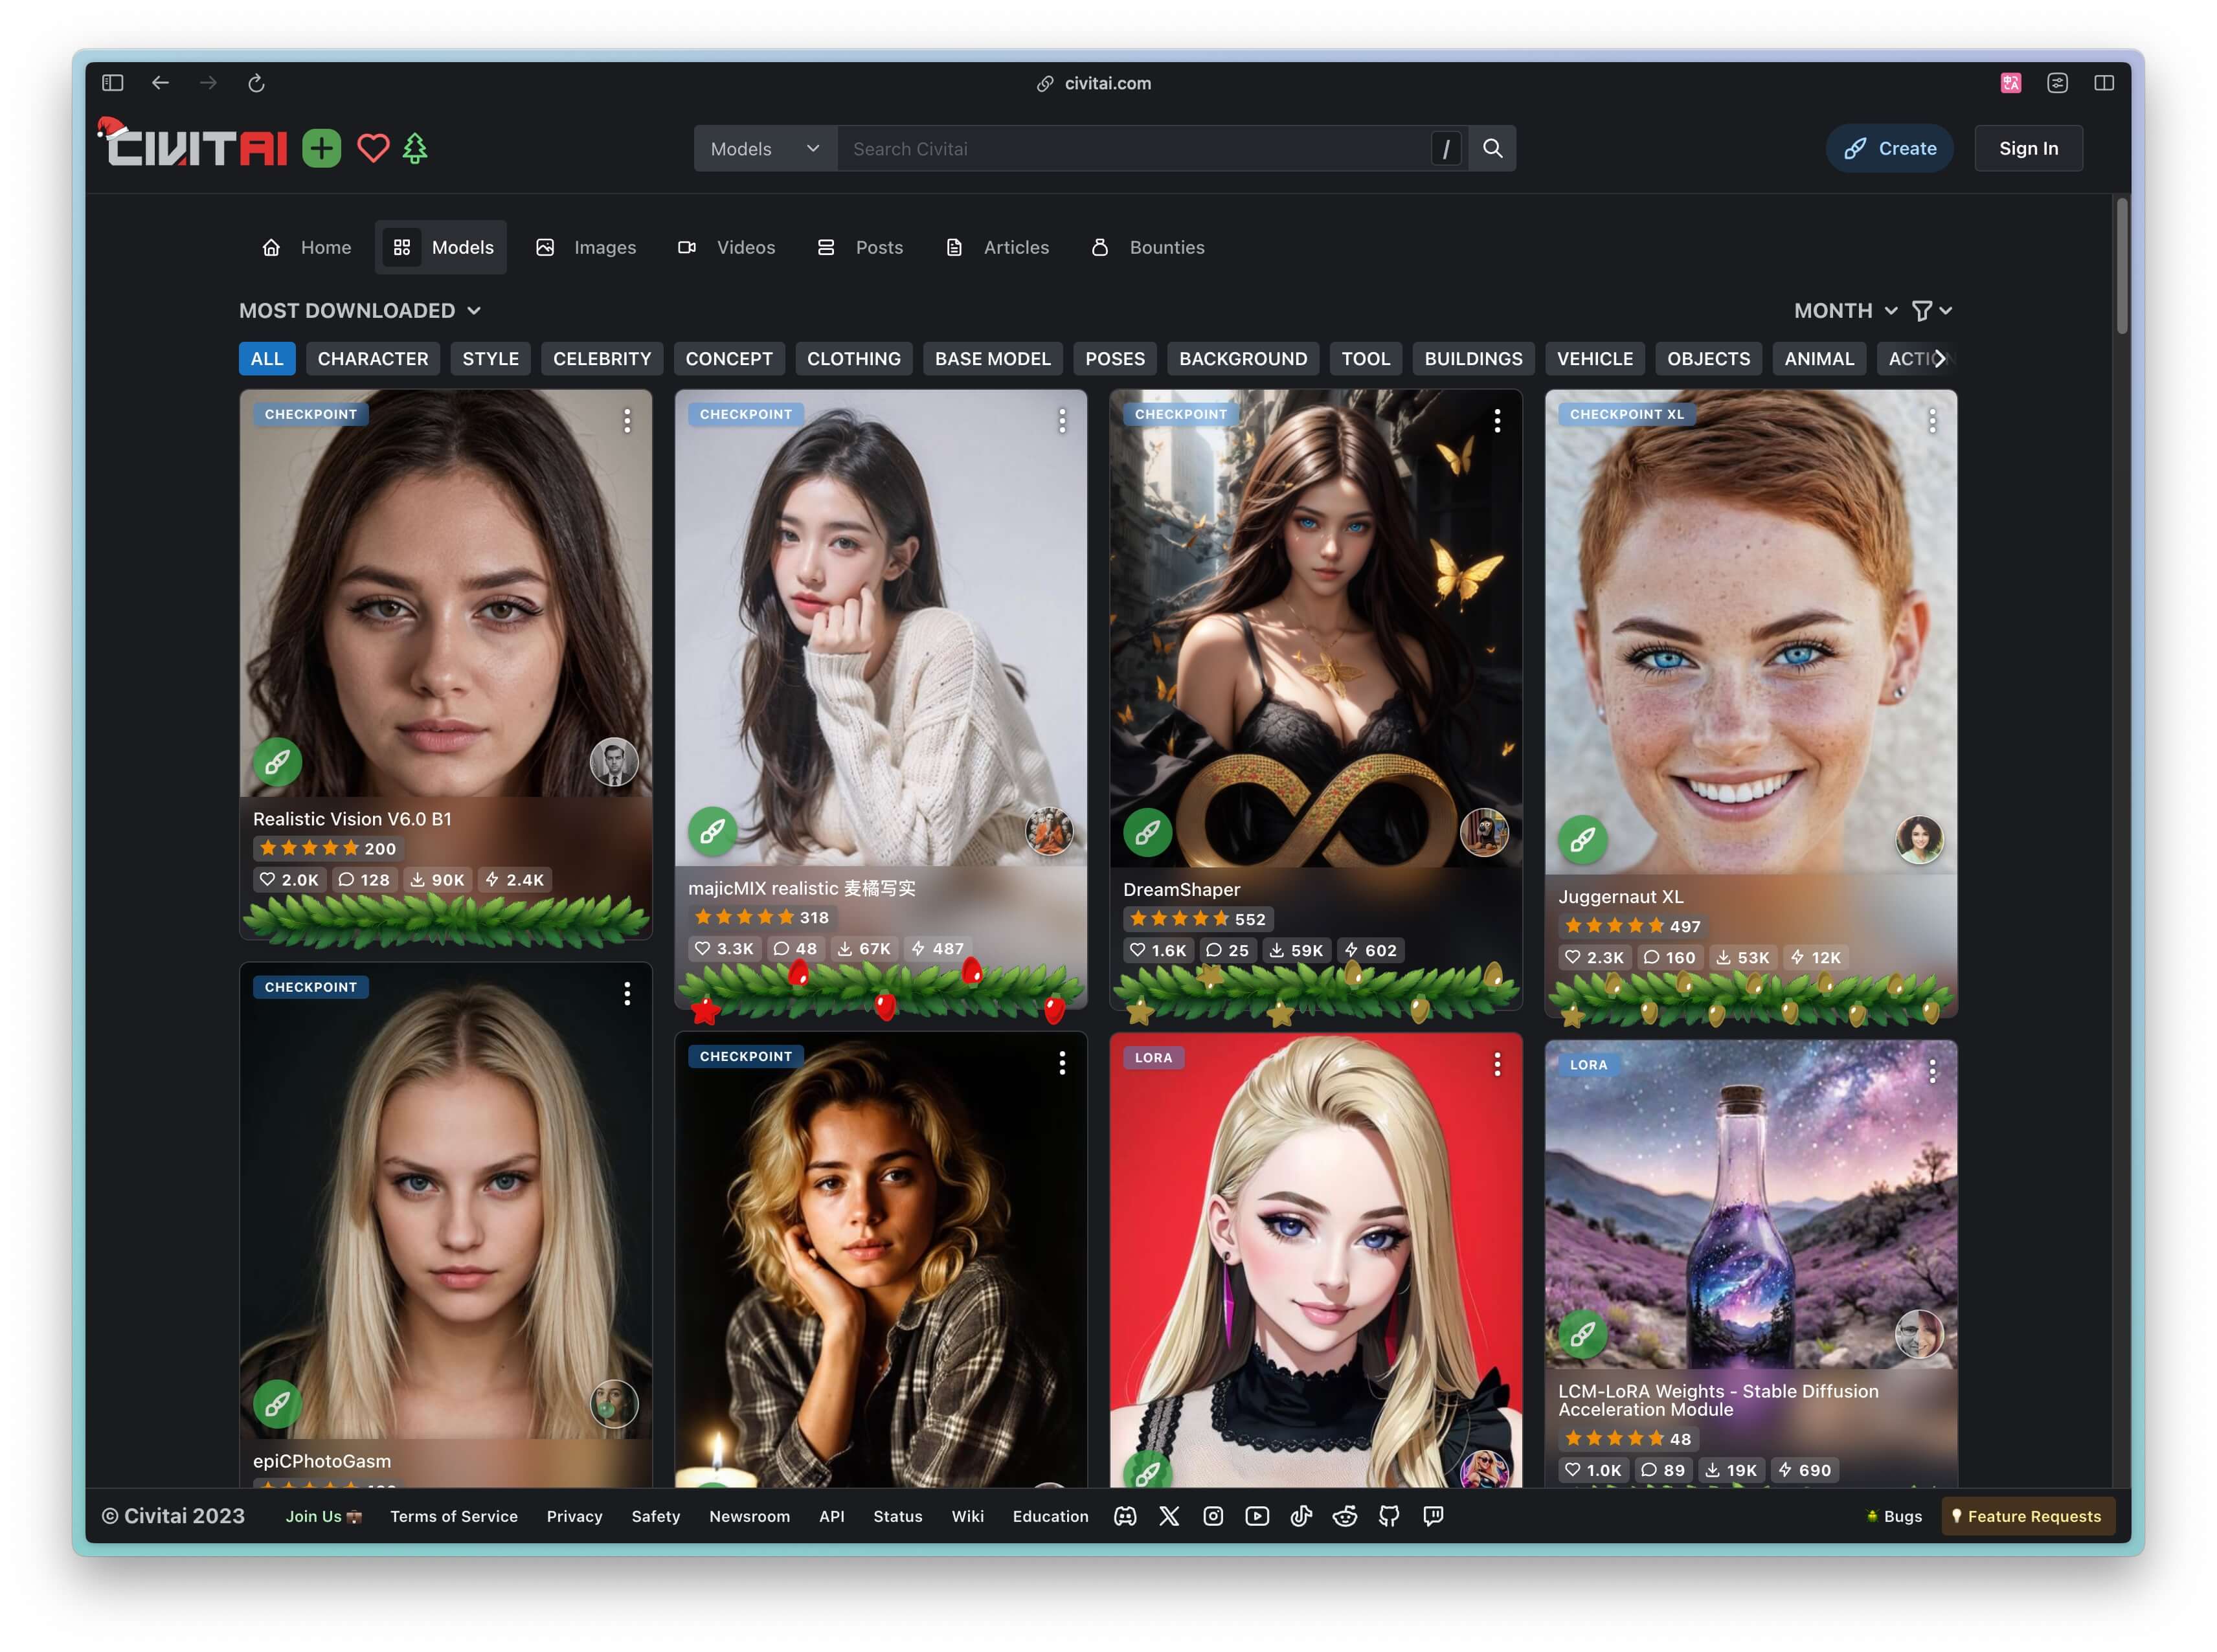 civitai.com
CIVITAI
Models
Search Civitai
/
Create
Sign In
Home
Models
Images
Videos
Posts
Articles
Bounties
MOST DOWNLOADED
MONTH
ALL
CHARACTER
STYLE
CELEBRITY
CONCEPT
CLOTHING
BASE MODEL
POSES
BACKGROUND
TOOL
BUILDINGS
VEHICLE
OBJECTS
ANIMAL
CHECKPOINT
Realistic Vision V6.0 B1
200
2.0K 128 90K 2.4K
CHECKPOINT
majicMIX realistic 麦橘写实
318
3.3K 48 67K 487
CHECKPOINT
DreamShaper
552
1.6K 25 59K 602
CHECKPOINT XL
Juggernaut XL
497
2.3K 160 53K 12K
CHECKPOINT
epiCPhotoGasm
CHECKPOINT
LORA
LORA
LCM-LoRA Weights - Stable Diffusion
Acceleration Module
48
1.0K 89 19K 690
© Civitai 2023
Join Us
Terms of Service
Privacy
Safety
Newsroom
API
Status
Wiki
Education
Bugs
Feature Requests